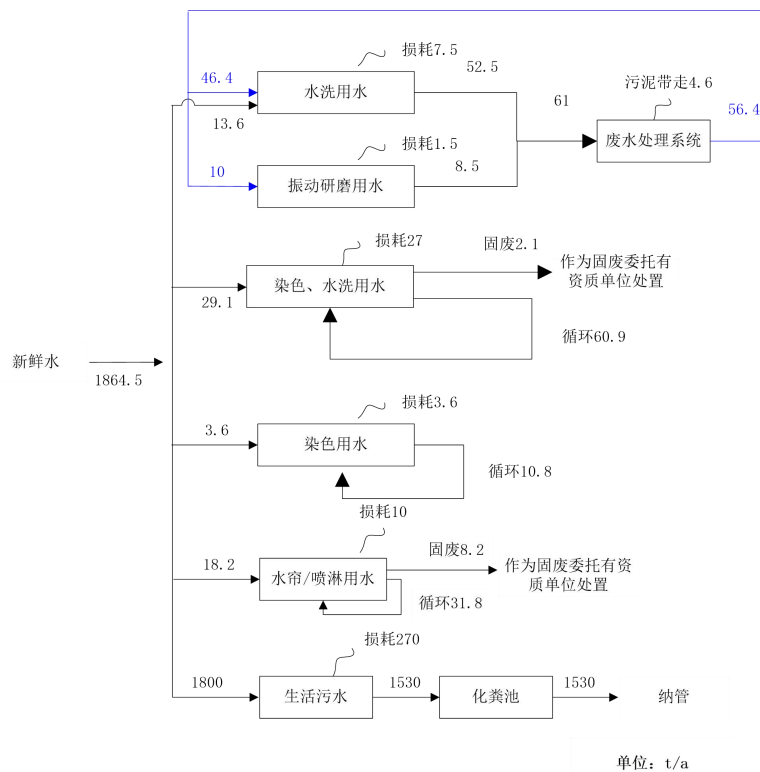 损耗7.5
52.5
46.4
水洗用水
13.6
61
污泥带走4.6
56.4
废水处理系统
损耗1.5
10
振动研磨用水
8.5
损耗27
固废2.1
染色、水洗用水
29.1
作为固废委托有
资质单位处置
循环60.9
新鲜水
1864.5
损耗3.6
3.6
染色用水
循环10.8
损耗10
固废8.2
18.2
水帘/喷淋用水
作为固废委托有资
质单位处置
循环31.8
损耗270
1800
生活污水
1530
化粪池
1530
纳管
单位：t/a